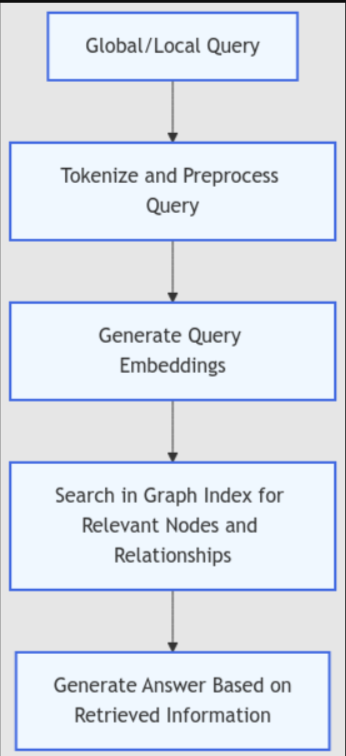 Global/Local Query
Tokenize and Preprocess
Query
Generate Query
Embeddings
Search in Graph Index for
Relevant Nodes and
Relationships
Generate Answer Based on
Retrieved Information